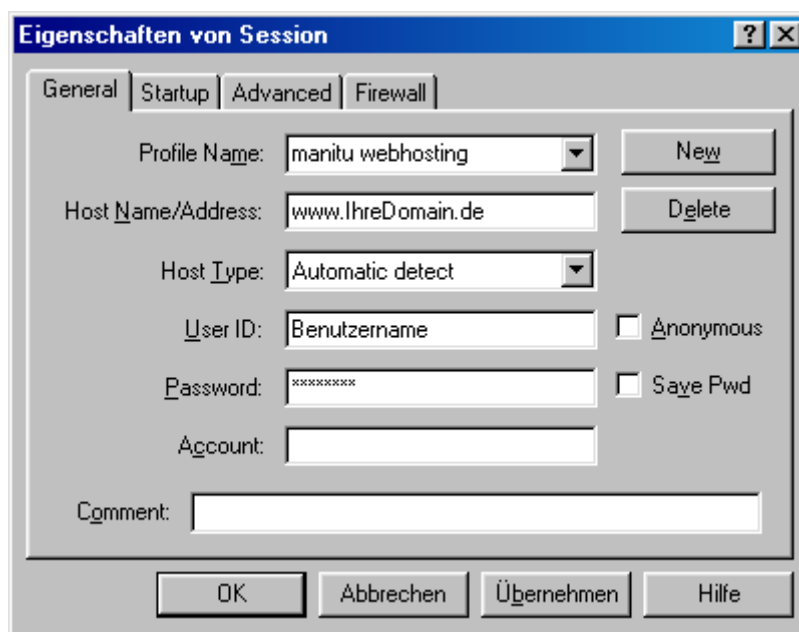 Eigenschaften von Session
General Startup Advanced Firewall
Profile Name: manitu webhosting New
Host Name/Address: www.IhreDomain.de Delete
Host Type: Automatic detect
User ID: Benutzername Anonymous
Password: ******** Save Pwd
Account:
Comment:
OK Abbrechen Übernehmen Hilfe